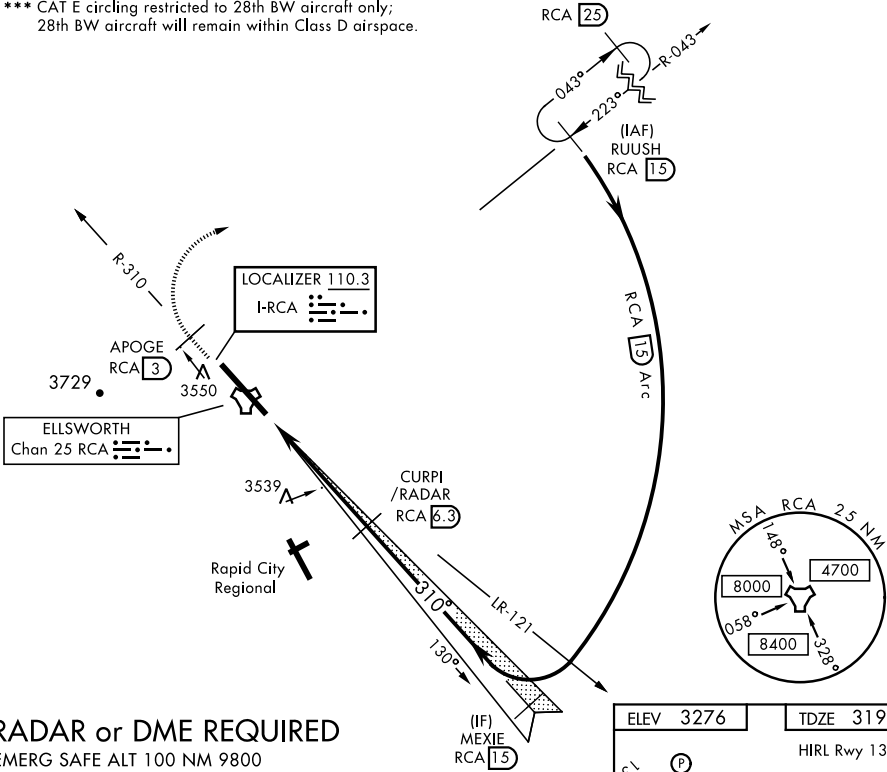 *** CAT E circling restricted to 28th BW aircraft only;
28th BW aircraft will remain within Class D airspace.
RCA 25
R-043
043°
223°
(IAF)
RUUSH
RCA 15
R-310
LOCALIZER 110.3
I-RCA
RCA 15 Arc
APOGE
RCA 3
3729
3550
ELLSWORTH
Chan 25 RCA
CURPI
/RADAR
RCA 6.3
3539
Rapid City
Regional
310°
LR-121
130°
MSA RCA 25 NM
148°
4700
8000
058°
8400
328°
(IF)
MEXIE
RCA 15
RADAR or DME REQUIRED
EMERG SAFE ALT 100 NM 9800
ELEV 3276
TDZE 319
HIRL Rwy 13
P